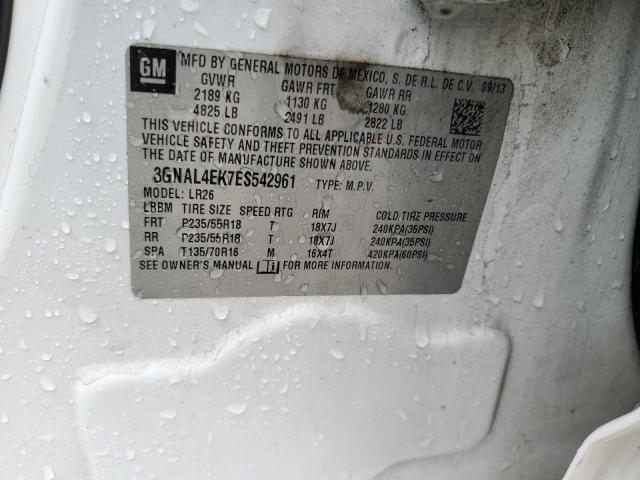 GM
MFD BY GENERAL MOTORS DE MEXICO, S. DE R.L. DE C.V. 09/13
GVWR GAWR FRT GAWR RR
2189 KG 1130 KG 1280 KG
4825 LB 2491 LB 2822 LB
THIS VEHICLE CONFORMS TO ALL APPLICABLE U.S. FEDERAL MOTOR
VEHICLE SAFETY AND THEFT PREVENTION STANDARDS IN EFFECT ON
THE DATE OF MANUFACTURE SHOWN ABOVE.
3GNAL4EK7ES542961 TYPE: M.P.V.
MODEL: LR26
LRBM TIRE SIZE SPEED RTG RIM COLD TIRE PRESSURE
FRT P235/55R18 T 18X7J 240KPA(35PSI)
RR P235/55R18 T 18X7J 240KPA(35PSI)
SPA T135/70R16 M 16X4T 420KPA(60PSI)
SEE OWNER'S MANUAL FOR MORE INFORMATION.